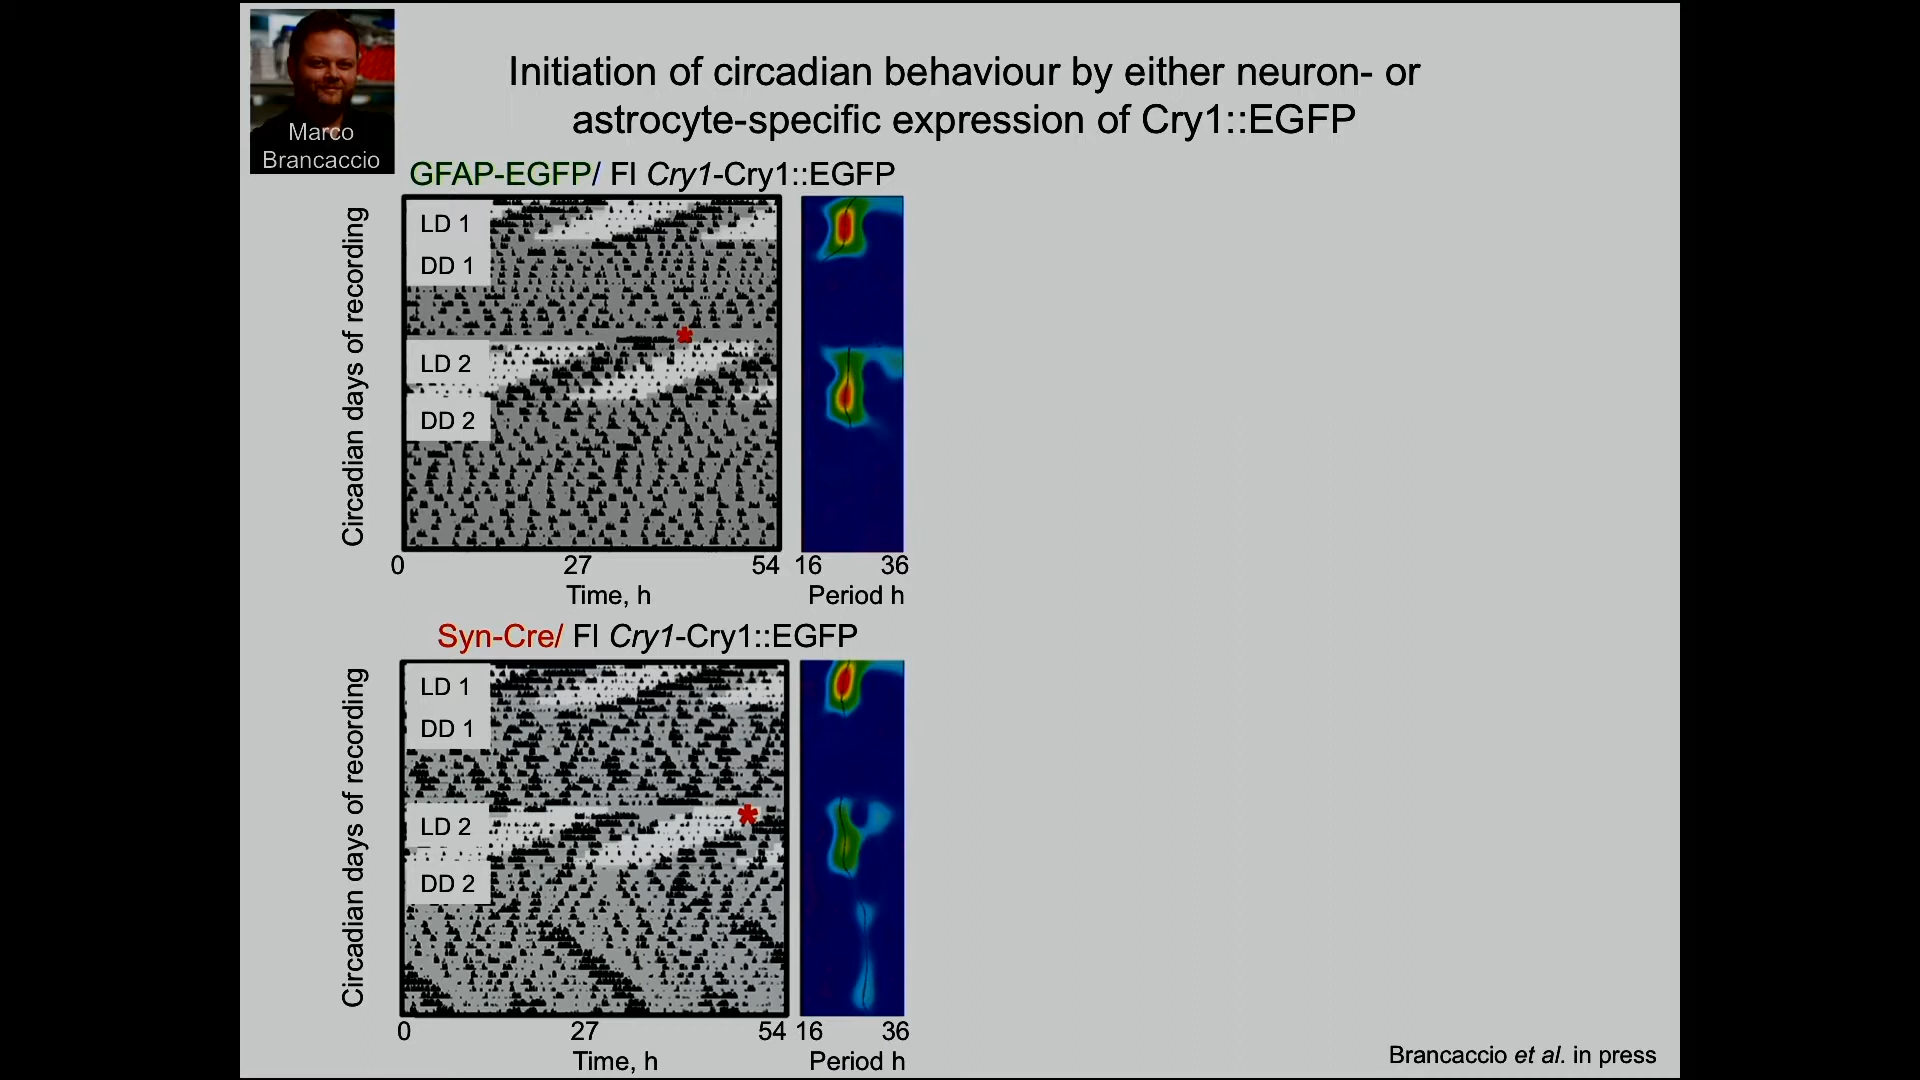 Marco
Brancaccio
Initiation of circadian behaviour by either neuron- or
astrocyte-specific expression of Cry1::EGFP
GFAP-EGFP/ Fl Cry1-Cry1::EGFP
Circadian days of recording
LD 1
DD 1
LD 2
DD 2
0 27 54 16 36
Time, h Period h
Syn-Cre/ Fl Cry1-Cry1::EGFP
Circadian days of recording
LD 1
DD 1
LD 2
DD 2
0 27 54 16 36
Time, h Period h
Brancaccio et al. in press